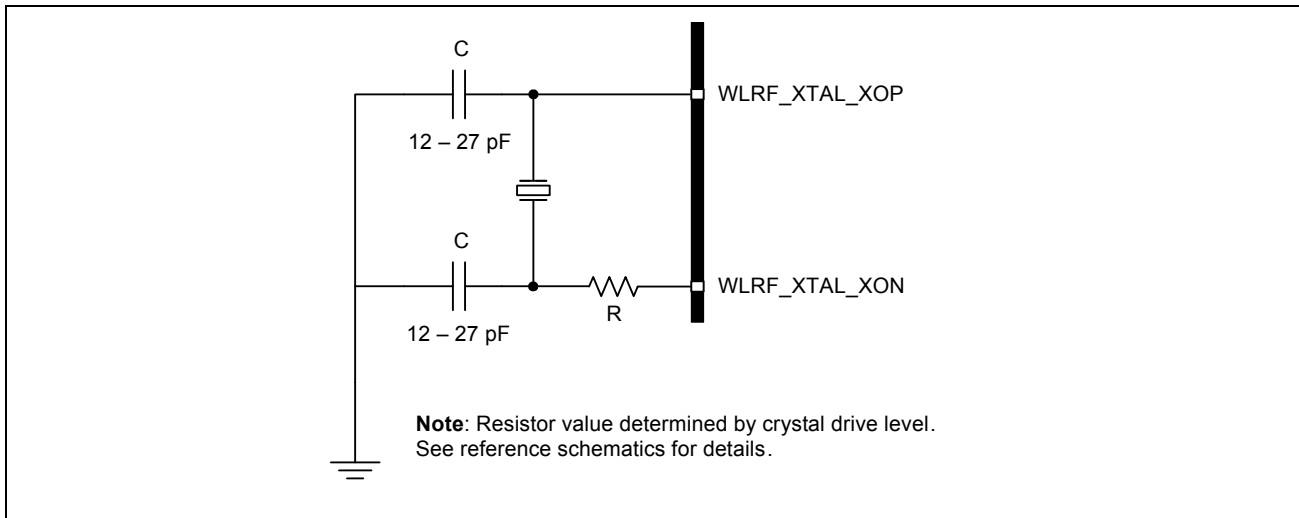 C
WLRF_XTAL_XOP
12 – 27 pF
C
WLRF_XTAL_XON
R
12 – 27 pF
Note: Resistor value determined by crystal drive level.
See reference schematics for details.